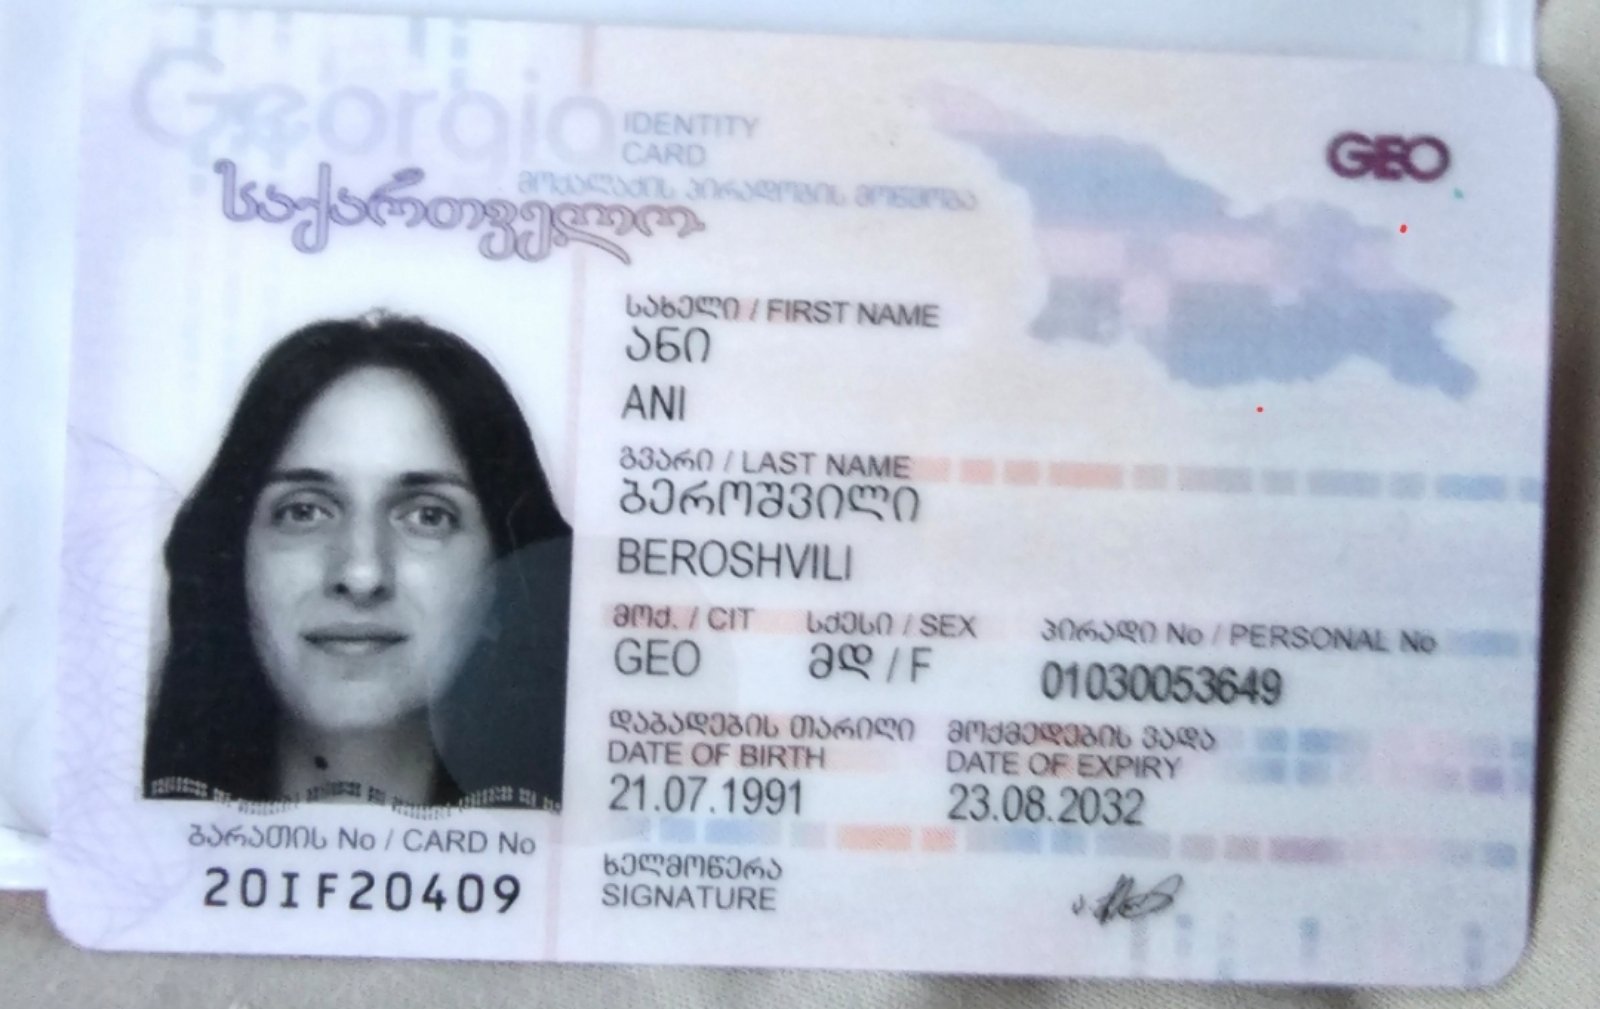 Georgia
IDENTITY
CARD
საქართველო
მოქალაქის პირადობის მოწმობა
GEO
სახელი / FIRST NAME
ანი
ANI
გვარი / LAST NAME
ბეროშვილი
BEROSHVILI
მოქ. / CIT სქესი / SEX პირადი No / PERSONAL No
GEO მდ / F 01030053649
დაბადების თარიღი მოქმედების ვადა
DATE OF BIRTH DATE OF EXPIRY
21.07.1991 23.08.2032
ბარათის No / CARD No
20IF20409
ხელმოწერა
SIGNATURE